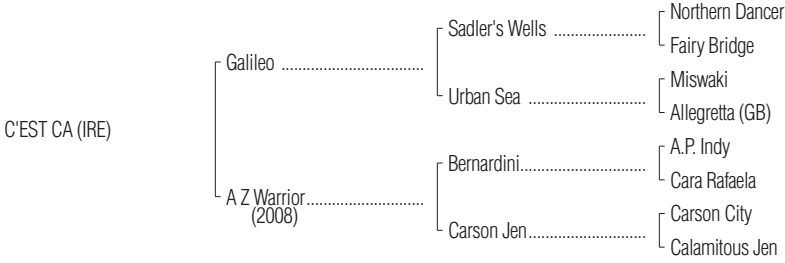 Northern Dancer
Sadler's Wells ......................
Fairy Bridge
Galileo ..................................
Miswaki
Urban Sea ............................
Allegretta (GB)
C'EST CA (IRE)
A.P. Indy
Bernardini..............................
Cara Rafaela
A Z Warrior............................
(2008)
Carson City
Carson Jen............................
Calamitous Jen